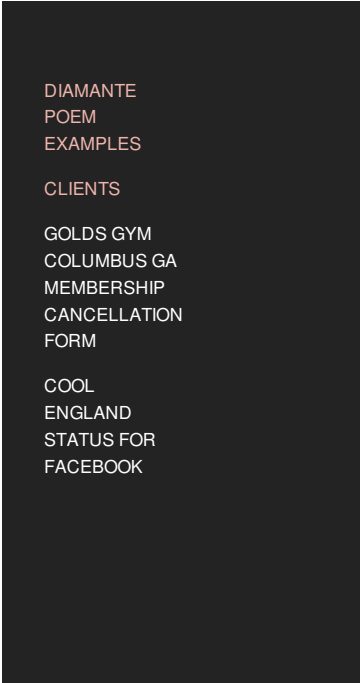 DIAMANTE
POEM
EXAMPLES
CLIENTS
GOLDS GYM
COLUMBUS GA
MEMBERSHIP
CANCELLATION
FORM
COOL
ENGLAND
STATUS FOR
FACEBOOK